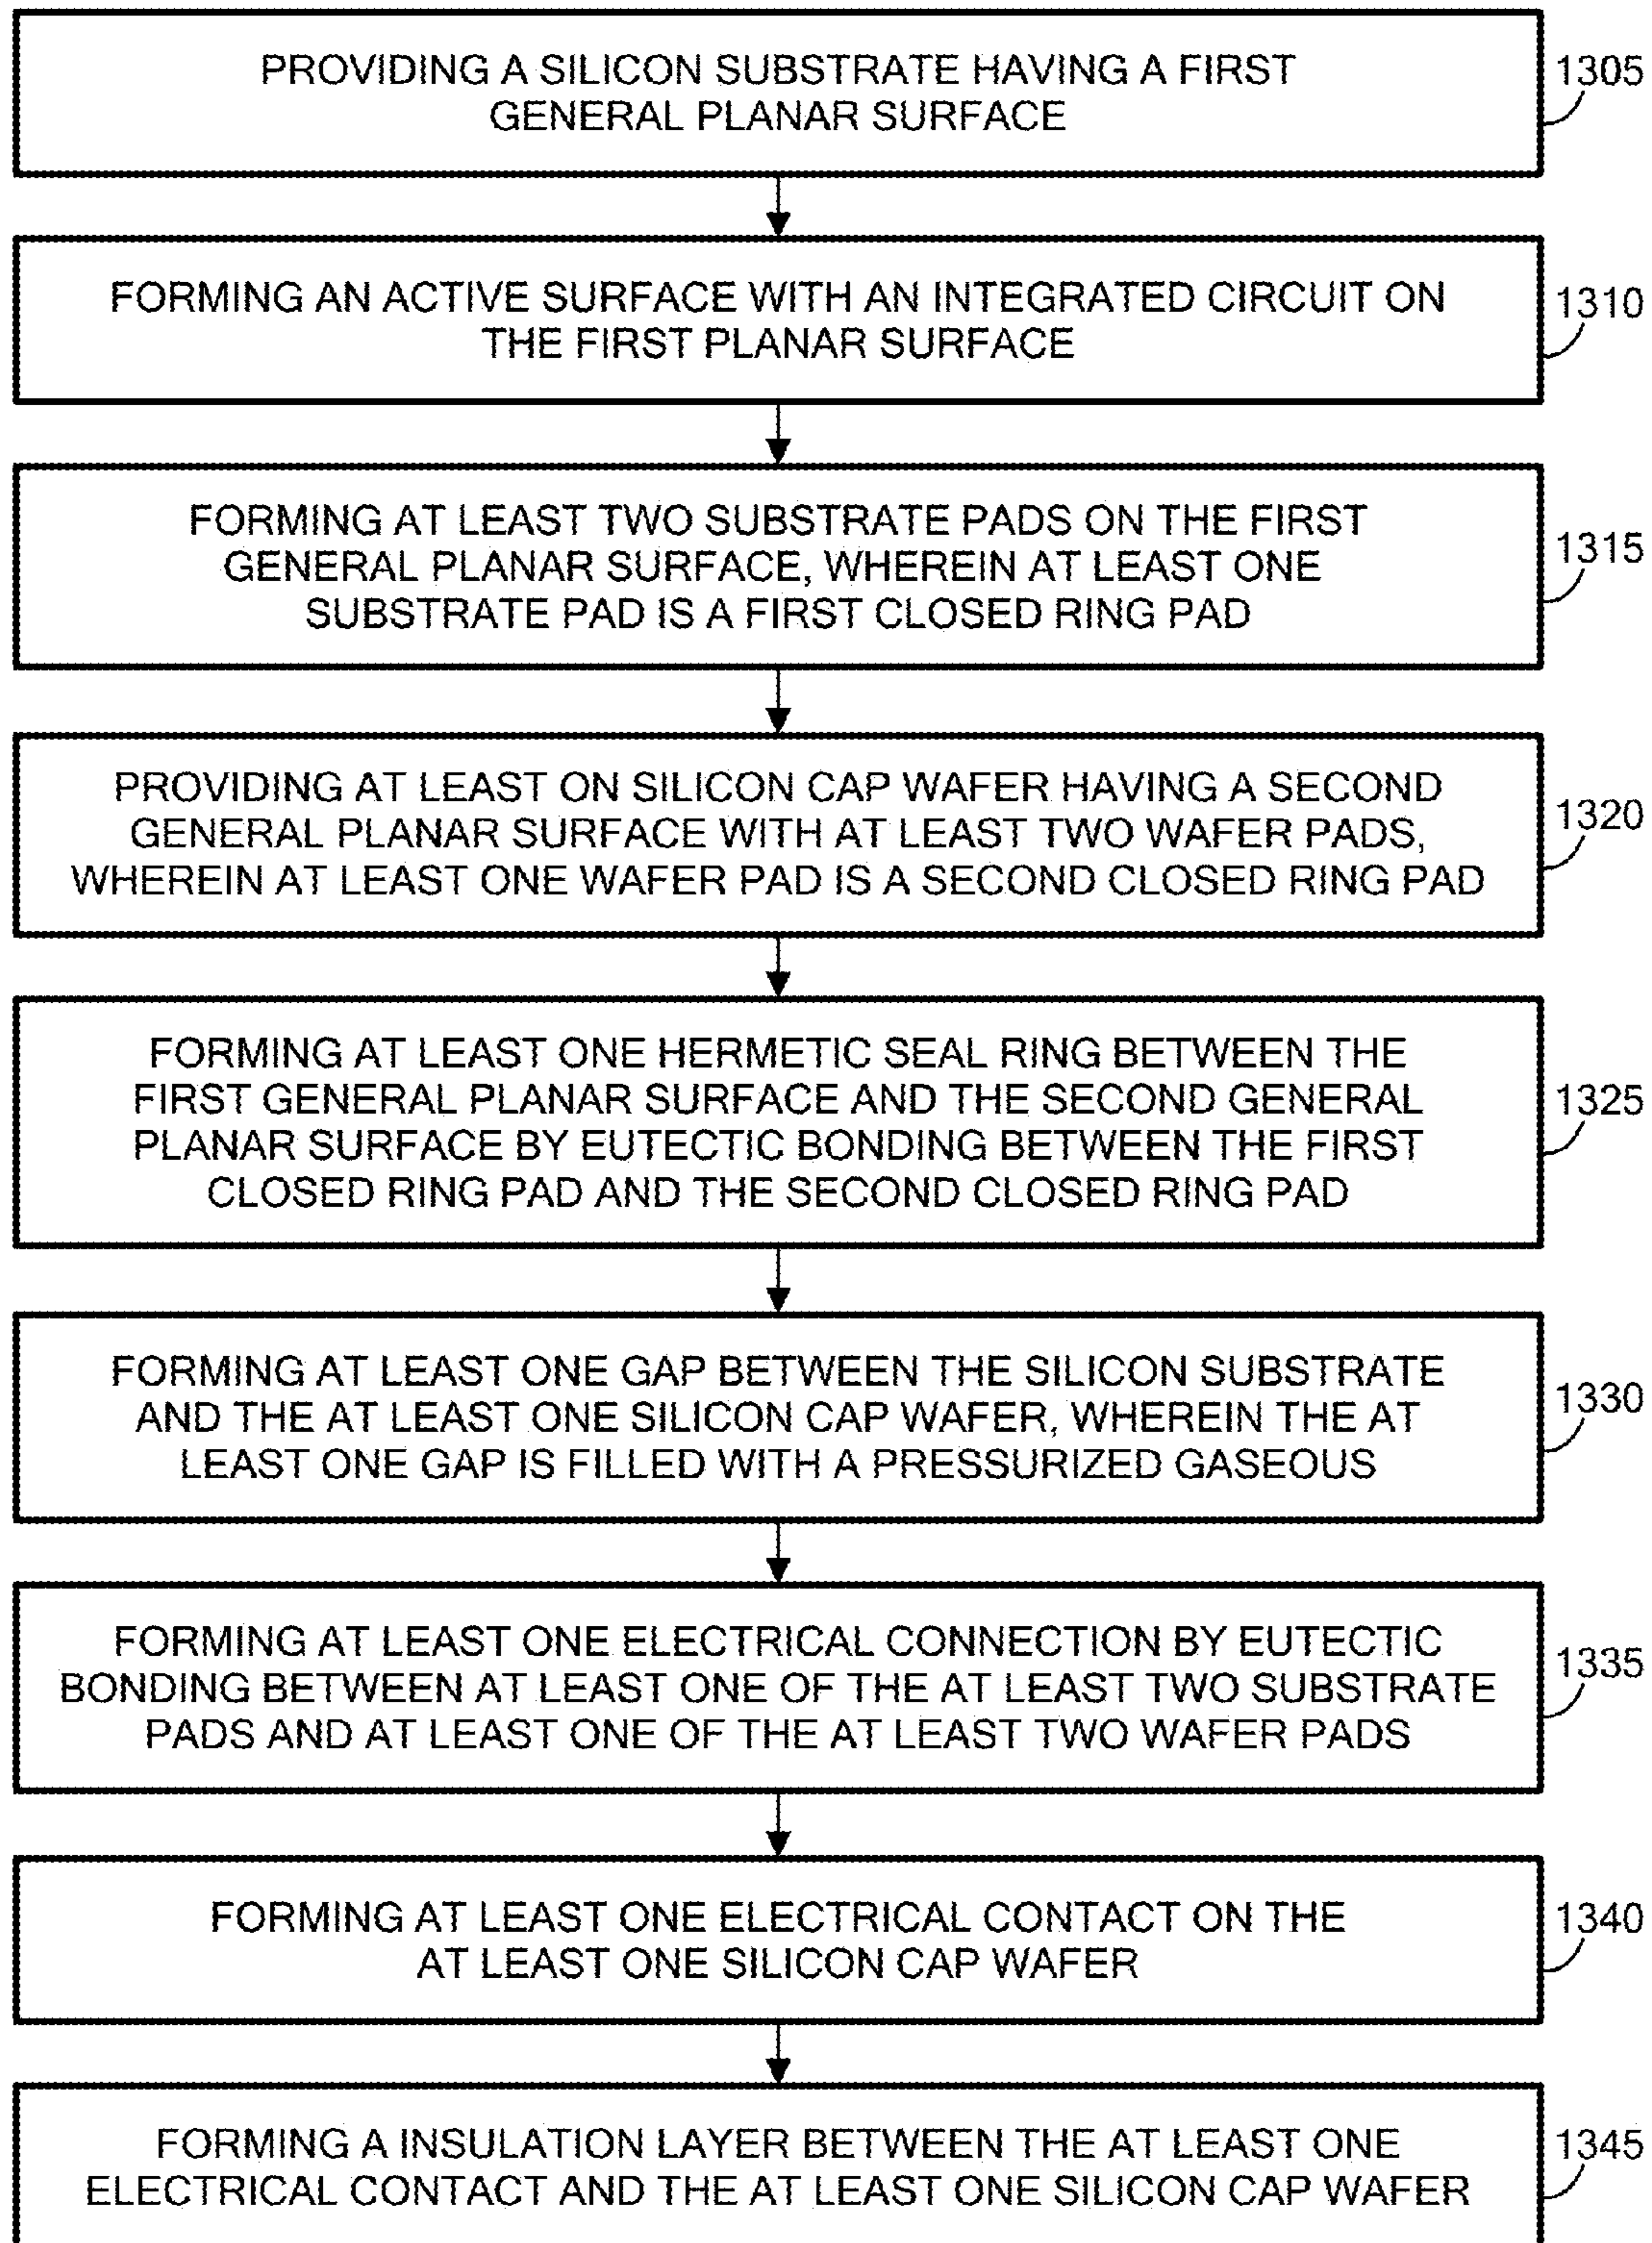 PROVIDING A SILICON SUBSTRATE HAVING A FIRST
GENERAL PLANAR SURFACE
1305
FORMING AN ACTIVE SURFACE WITH AN INTEGRATED CIRCUIT ON
THE FIRST PLANAR SURFACE
1310
FORMING AT LEAST TWO SUBSTRATE PADS ON THE FIRST
GENERAL PLANAR SURFACE, WHEREIN AT LEAST ONE
SUBSTRATE PAD IS A FIRST CLOSED RING PAD
1315
PROVIDING AT LEAST ON SILICON CAP WAFER HAVING A SECOND
GENERAL PLANAR SURFACE WITH AT LEAST TWO WAFER PADS,
WHEREIN AT LEAST ONE WAFER PAD IS A SECOND CLOSED RING PAD
1320
FORMING AT LEAST ONE HERMETIC SEAL RING BETWEEN THE
FIRST GENERAL PLANAR SURFACE AND THE SECOND GENERAL
PLANAR SURFACE BY EUTECTIC BONDING BETWEEN THE FIRST
CLOSED RING PAD AND THE SECOND CLOSED RING PAD
1325
FORMING AT LEAST ONE GAP BETWEEN THE SILICON SUBSTRATE
AND THE AT LEAST ONE SILICON CAP WAFER, WHEREIN THE AT
LEAST ONE GAP IS FILLED WITH A PRESSURIZED GASEOUS
1330
FORMING AT LEAST ONE ELECTRICAL CONNECTION BY EUTECTIC
BONDING BETWEEN AT LEAST ONE OF THE AT LEAST TWO SUBSTRATE
PADS AND AT LEAST ONE OF THE AT LEAST TWO WAFER PADS
1335
FORMING AT LEAST ONE ELECTRICAL CONTACT ON THE
AT LEAST ONE SILICON CAP WAFER
1340
FORMING A INSULATION LAYER BETWEEN THE AT LEAST ONE
ELECTRICAL CONTACT AND THE AT LEAST ONE SILICON CAP WAFER
1345